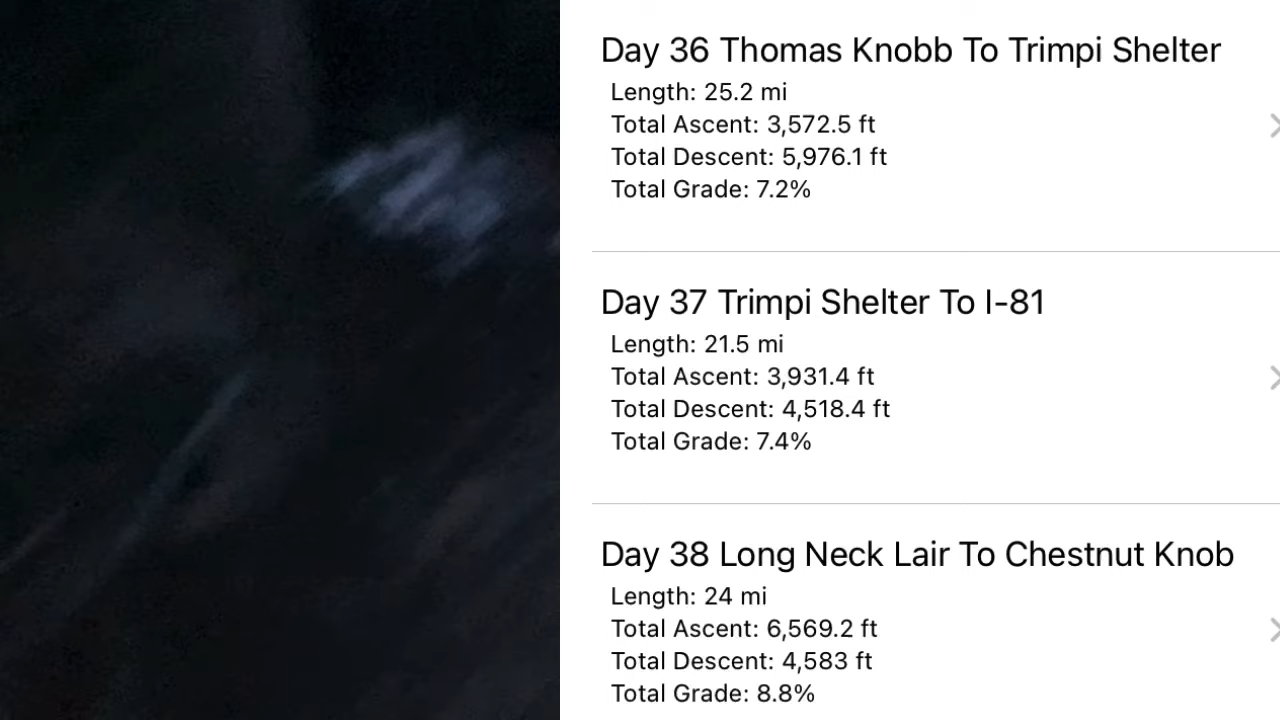 Day 36 Thomas Knobb To Trimpi Shelter
Length: 25.2 mi
Total Ascent: 3,572.5 ft
Total Descent: 5,976.1 ft
Total Grade: 7.2%
Day 37 Trimpi Shelter To I-81
Length: 21.5 mi
Total Ascent: 3,931.4 ft
Total Descent: 4,518.4 ft
Total Grade: 7.4%
Day 38 Long Neck Lair To Chestnut Knob
Length: 24 mi
Total Ascent: 6,569.2 ft
Total Descent: 4,583 ft
Total Grade: 8.8%